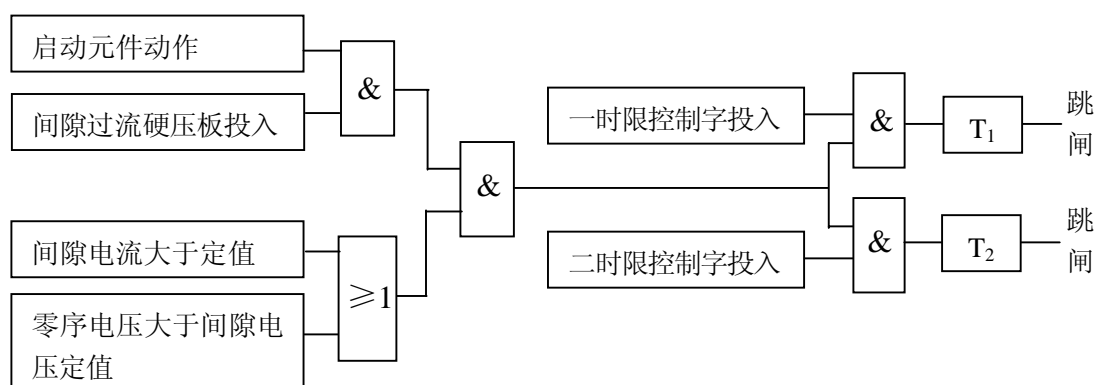 启动元件动作
间隙过流硬压板投入
&
间隙电流大于定值
零序电压大于间隙电
压定值
≥1
&
一时限控制字投入
&
T1
跳
闸
二时限控制字投入
&
T2
跳
闸